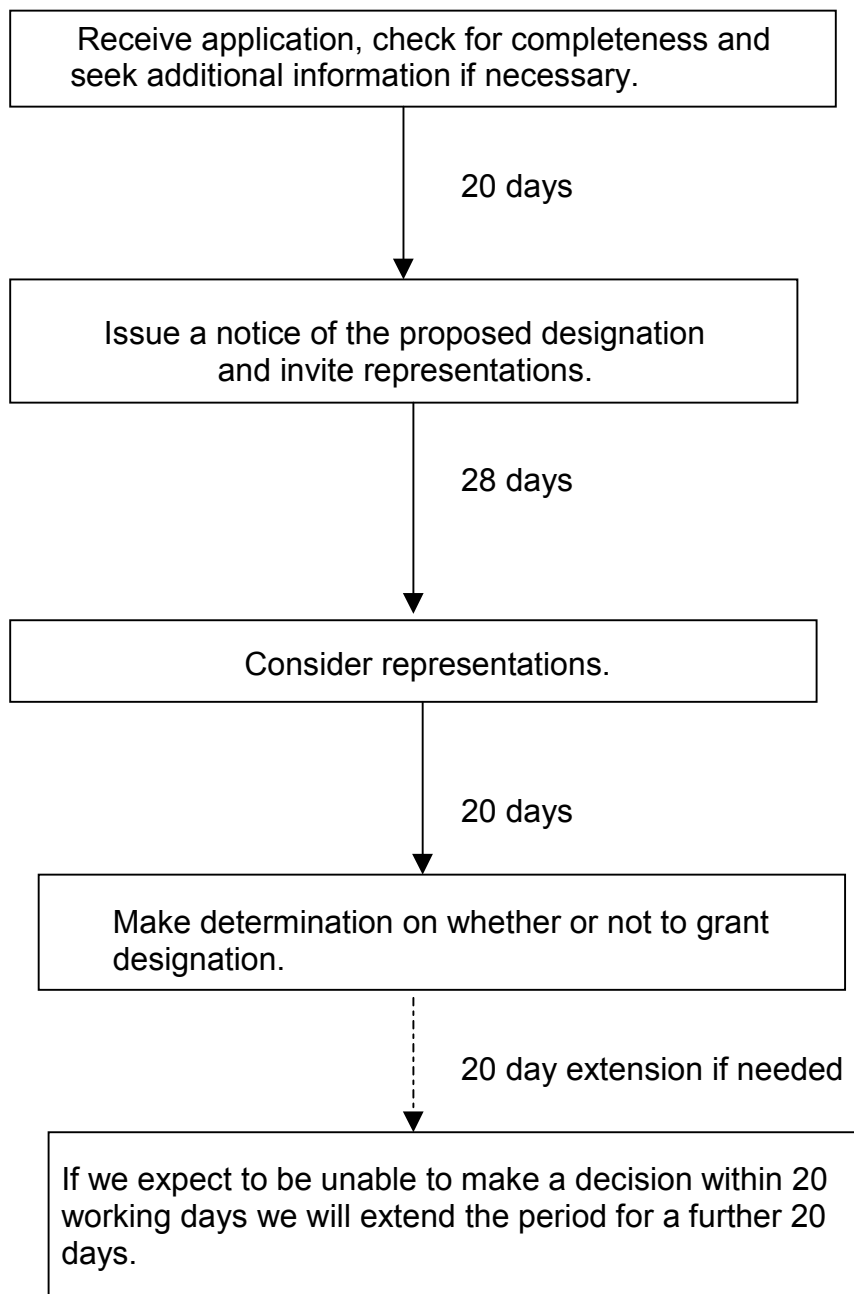 Receive application, check for completeness and
seek additional information if necessary.
20 days
Issue a notice of the proposed designation
and invite representations.
28 days
Consider representations.
20 days
Make determination on whether or not to grant
designation.
20 day extension if needed
If we expect to be unable to make a decision within 20
working days we will extend the period for a further 20
days.